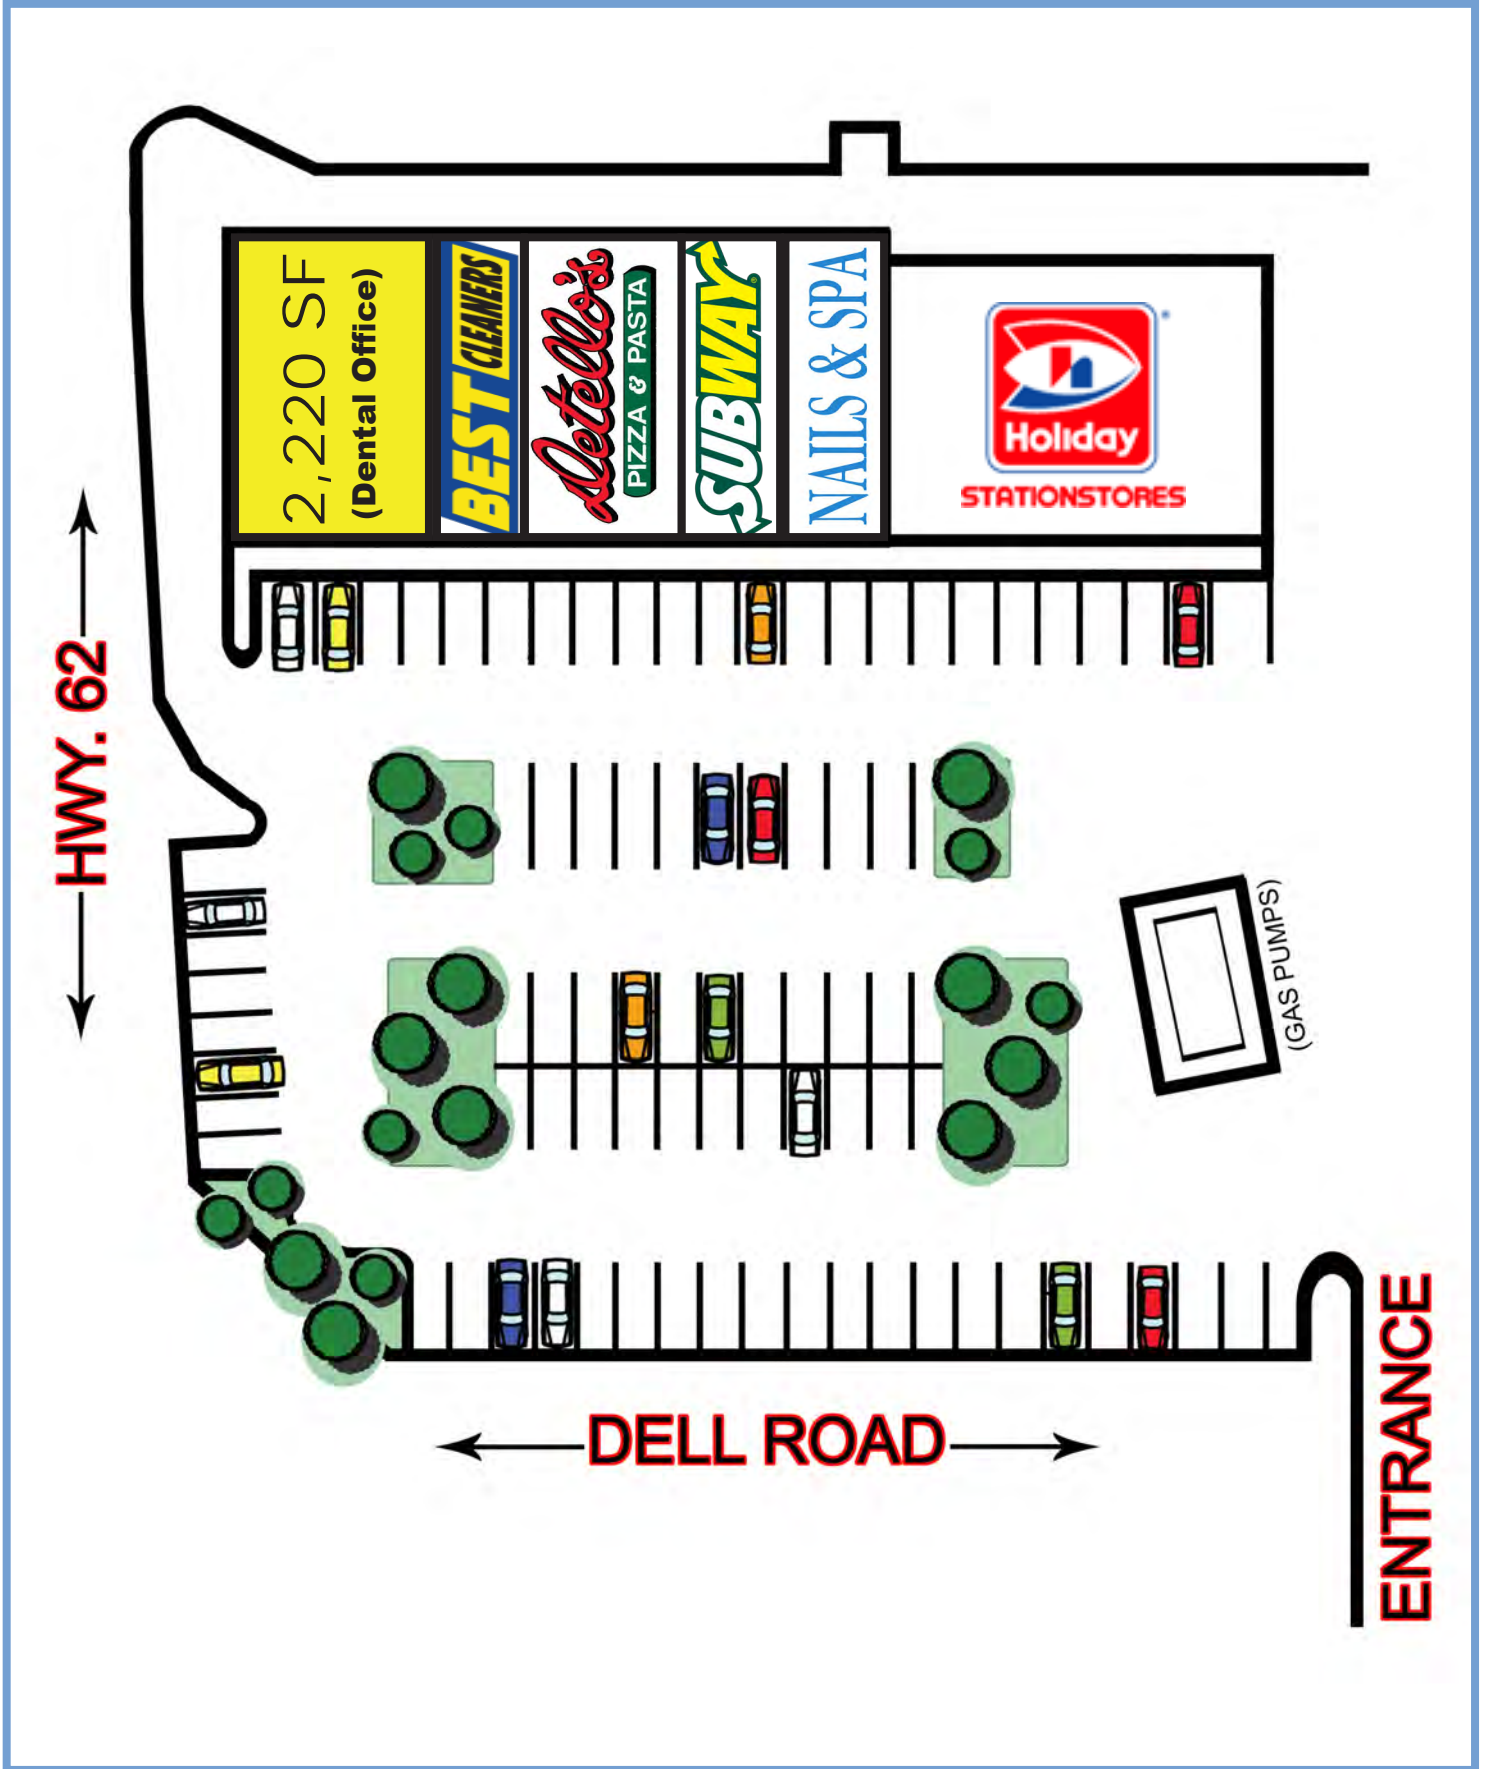 2,220 SF
(Dental Office)
BEST CLEANERS
Detello's
PIZZA & PASTA
SUBWAY
NAILS & SPA
Holiday
STATIONSTORES
HWY. 62
(GAS PUMPS)
DELL ROAD
ENTRANCE